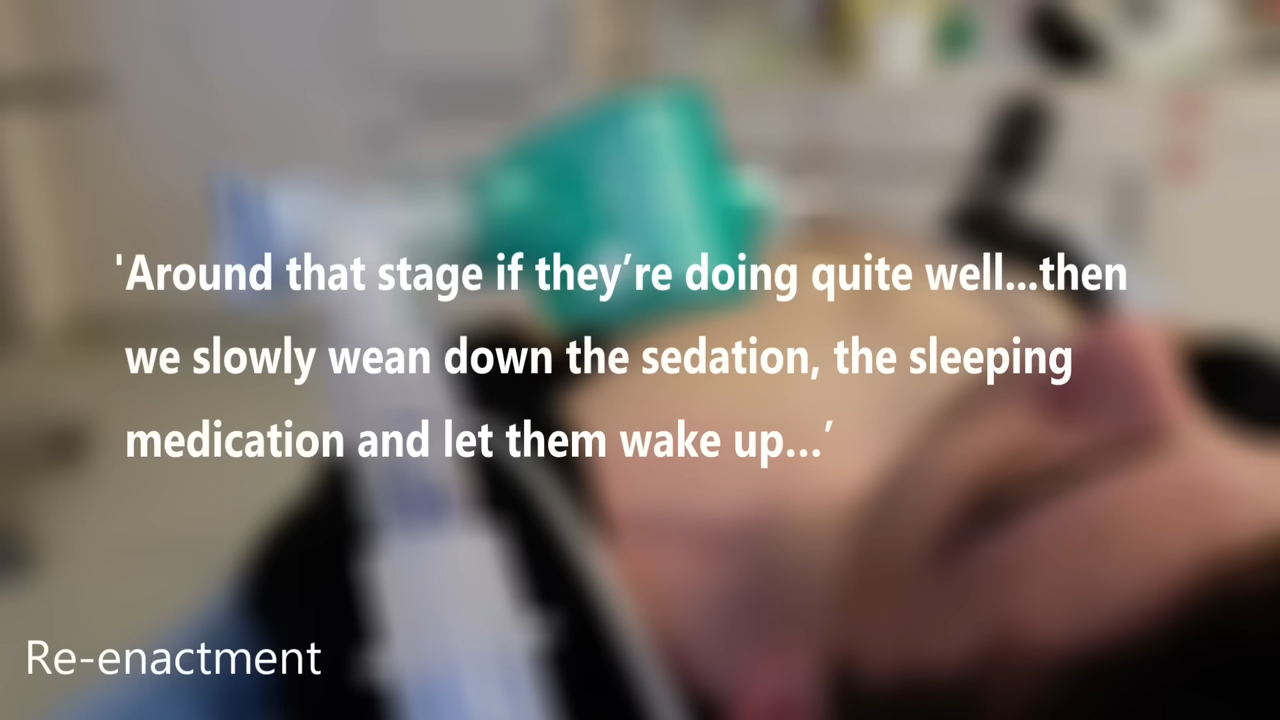 'Around that stage if they’re doing quite well...then
we slowly wean down the sedation, the sleeping
medication and let them wake up...’
Re-enactment